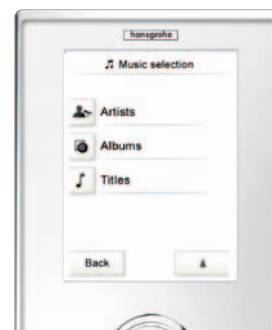 hansgrohe
Music selection
Artists
Albums
Titles
Back